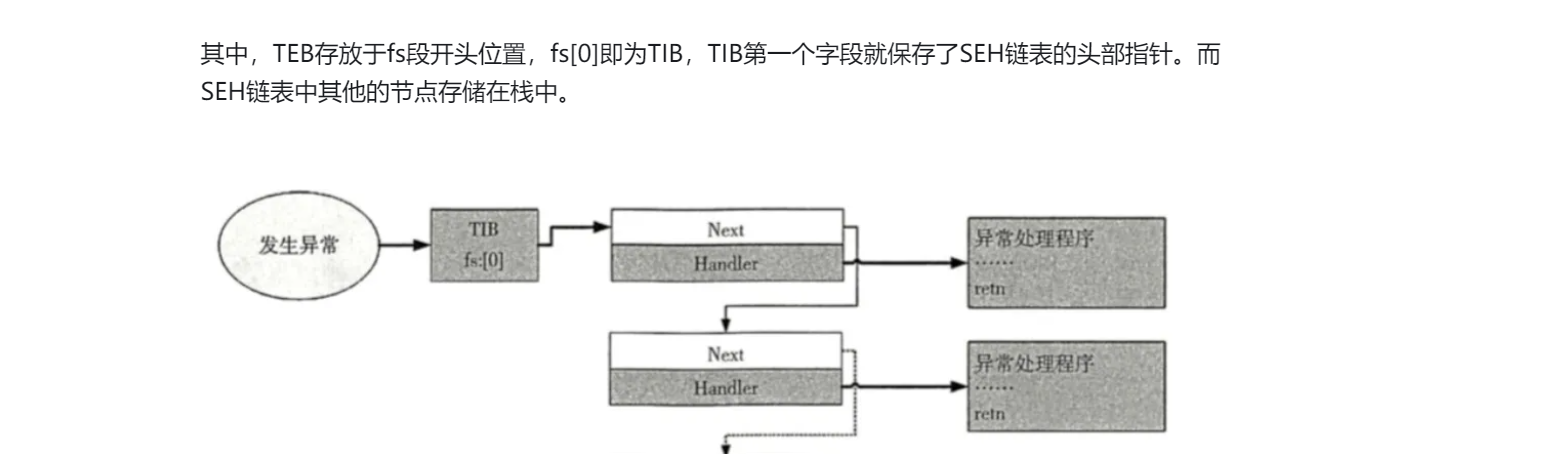 其中，TEB存放于fs段开头位置，fs[0]即为TIB，TIB第一个字段就保存了SEH链表的头部指针。而
SEH链表中其他的节点存储在栈中。
发生异常
TIB
fs:[0]
Next
Handler
异常处理程序
……
retn
Next
Handler
异常处理程序
……
retn